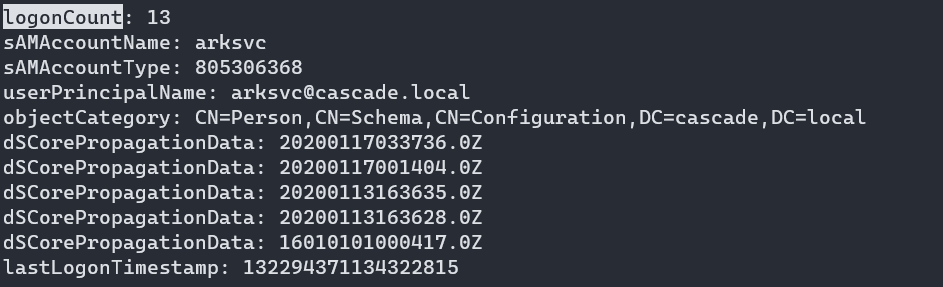 logonCount: 13
sAMAccountName: arksvc
sAMAccountType: 805306368
userPrincipalName: arksvc@cascade.local
objectCategory: CN=Person,CN=Schema,CN=Configuration,DC=cascade,DC=local
dSCorePropagationData: 20200117033736.0Z
dSCorePropagationData: 20200117001404.0Z
dSCorePropagationData: 20200113163635.0Z
dSCorePropagationData: 20200113163628.0Z
dSCorePropagationData: 16010101000417.0Z
lastLogonTimestamp: 132294371134322815